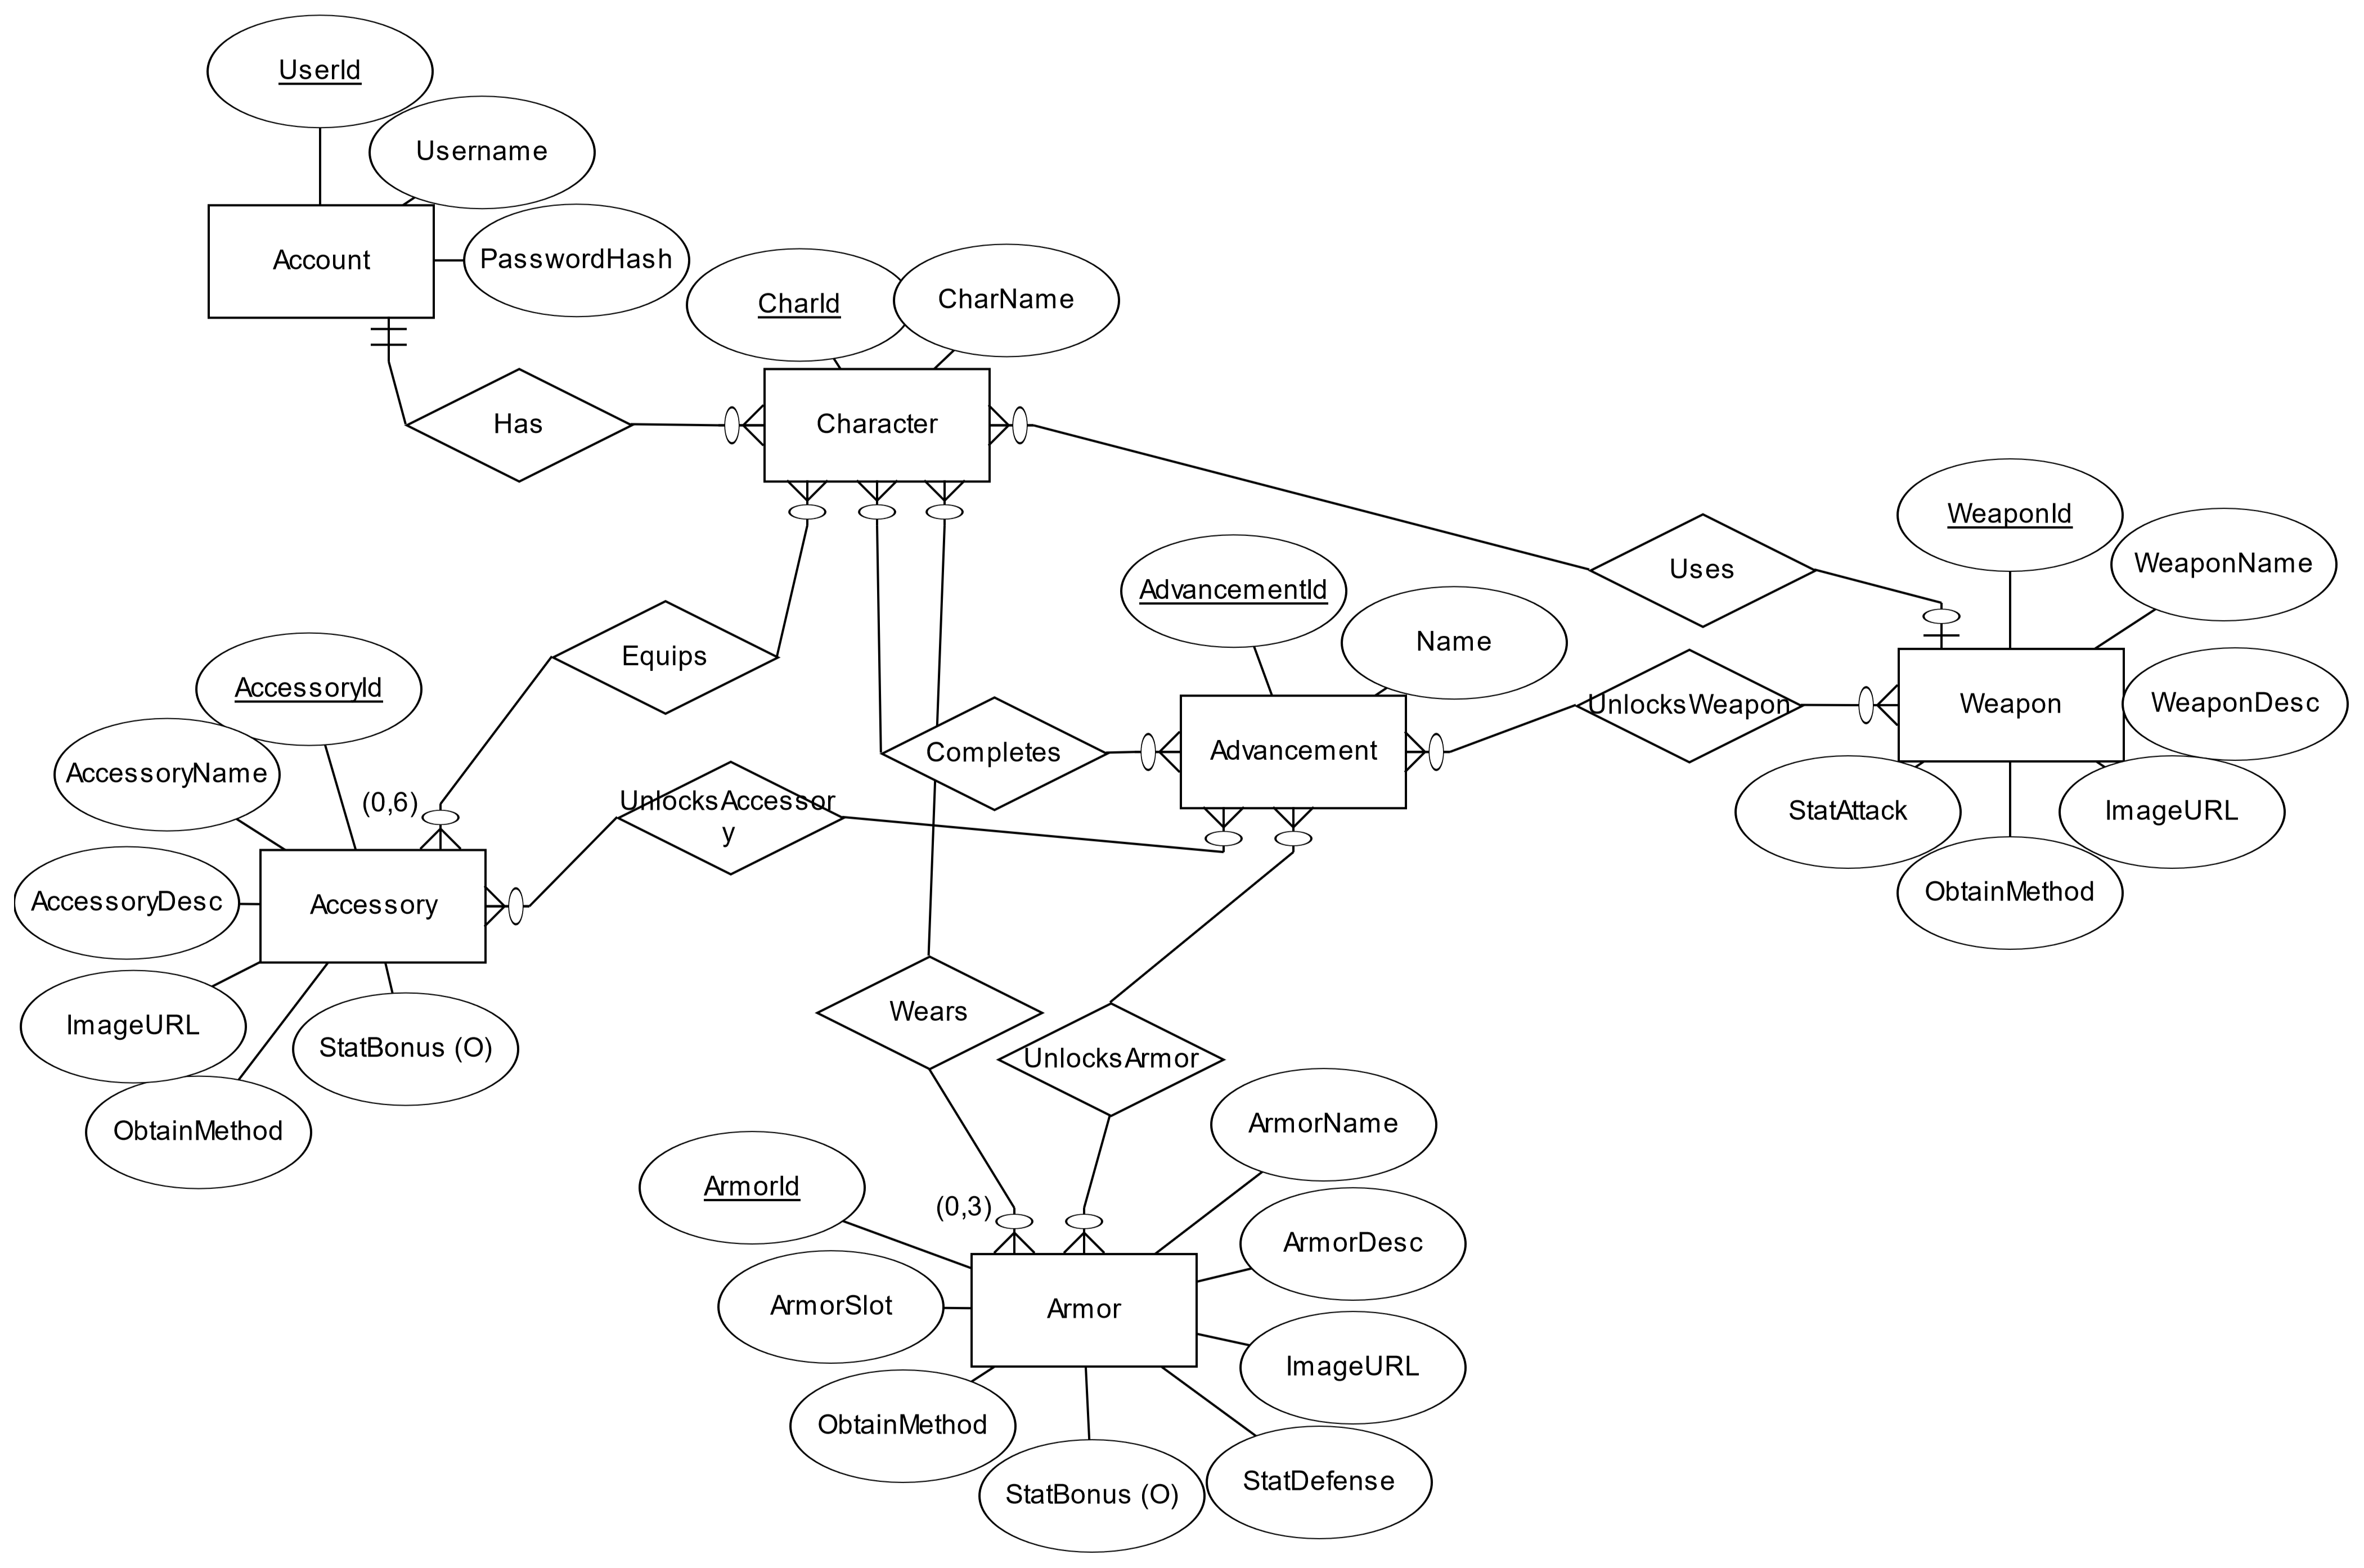 UserId
Username
Account
PasswordHash
CharId
CharName
Has
Character
WeaponId
WeaponName
Uses
AdvancementId
Name
Equips
AccessoryId
UnlocksWeapon
Weapon
WeaponDesc
AccessoryName
(0,6)
UnlocksAccessor
y
Completes
Advancement
StatAttack
ImageURL
ObtainMethod
AccessoryDesc
Accessory
ImageURL
StatBonus (O)
ObtainMethod
Wears
UnlocksArmor
ArmorName
ArmorId
(0,3)
ArmorDesc
ArmorSlot
Armor
ImageURL
ObtainMethod
StatBonus (O)
StatDefense